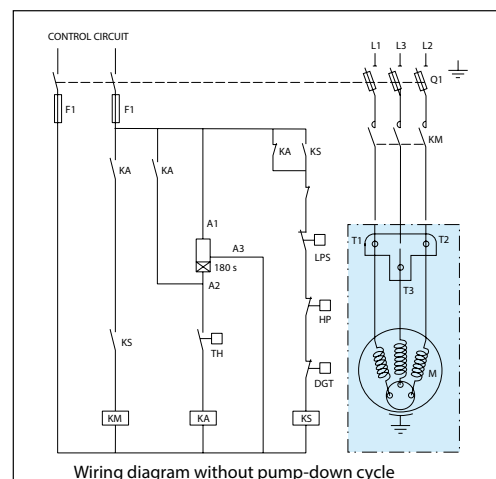 CONTROL CIRCUIT
L1 L3 L2
Q1
F1 F1
KM
KA KA KA KS
A1
A3
180 s
A2
LPS
T1 T2
T3
HP
KS
TH
DGT
M
KM KA KS
Wiring diagram without pump-down cycle